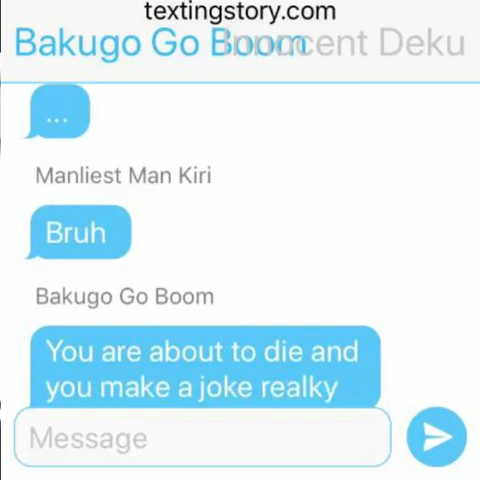 textingstory.com
Bakugo Go Boom Innocent Deku
...
Manliest Man Kiri
Bruh
Bakugo Go Boom
You are about to die and
you make a joke realky
Message